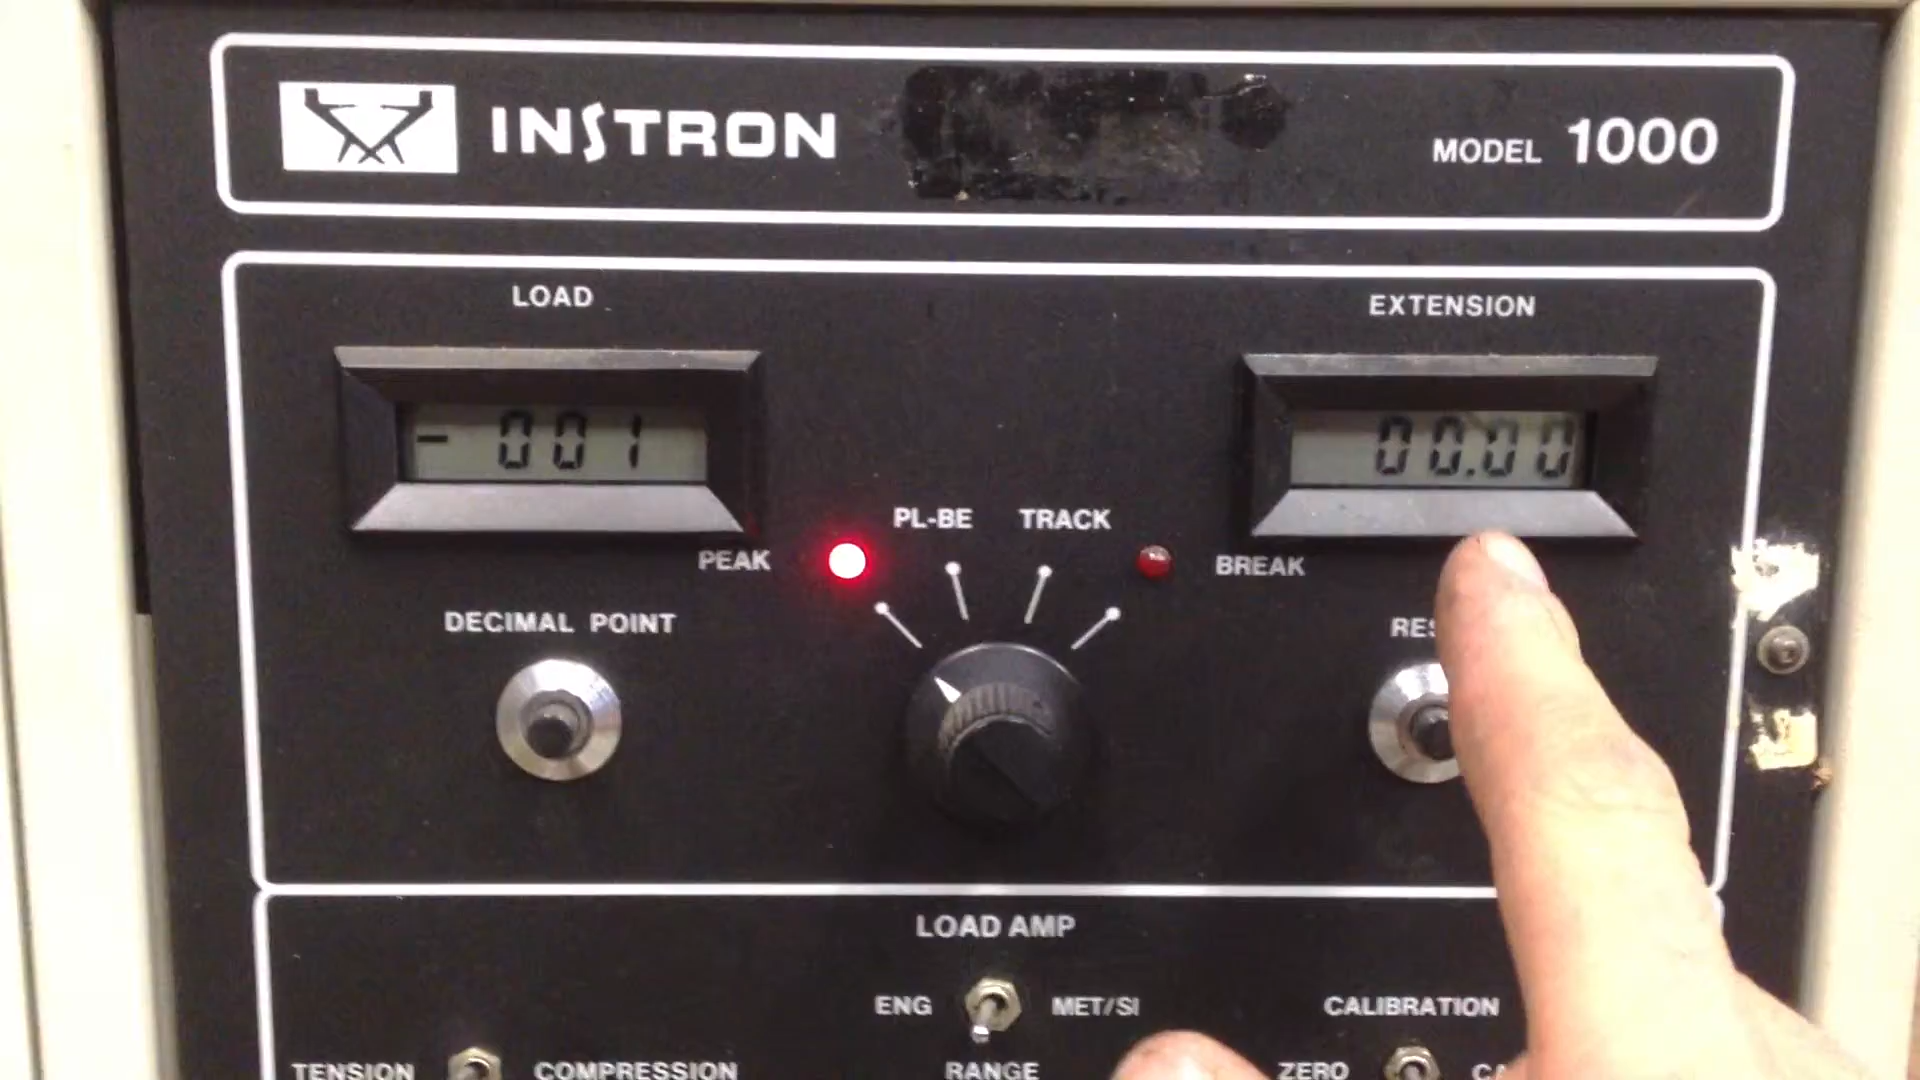 INSTRON
MODEL 1000
LOAD
EXTENSION
- 001
00.00
PL-BE
TRACK
PEAK
BREAK
DECIMAL POINT
LOAD AMP
ENG
MET/SI
CALIBRATION
TENSION
COMPRESSION
RANGE
ZERO